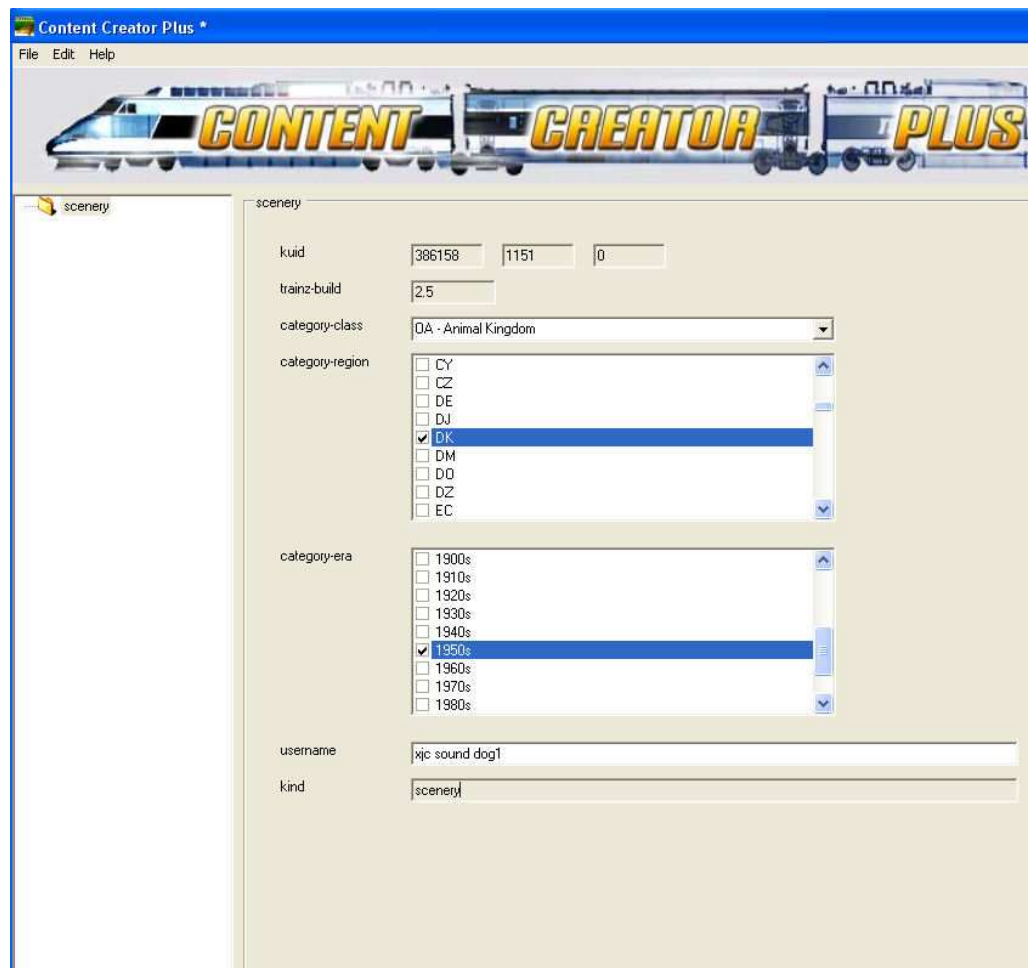 Content Creator Plus *
File Edit Help
CONTENT CREATOR PLUS
scenery
scenery
kuid 386158 1151 0
trainz-build 2.5
category-class OA - Animal Kingdom
category-region CY
CZ
DE
DJ
DK
DM
DO
DZ
EC
category-era 1900s
1910s
1920s
1930s
1940s
1950s
1960s
1970s
1980s
username xjc sound dog1
kind scenery